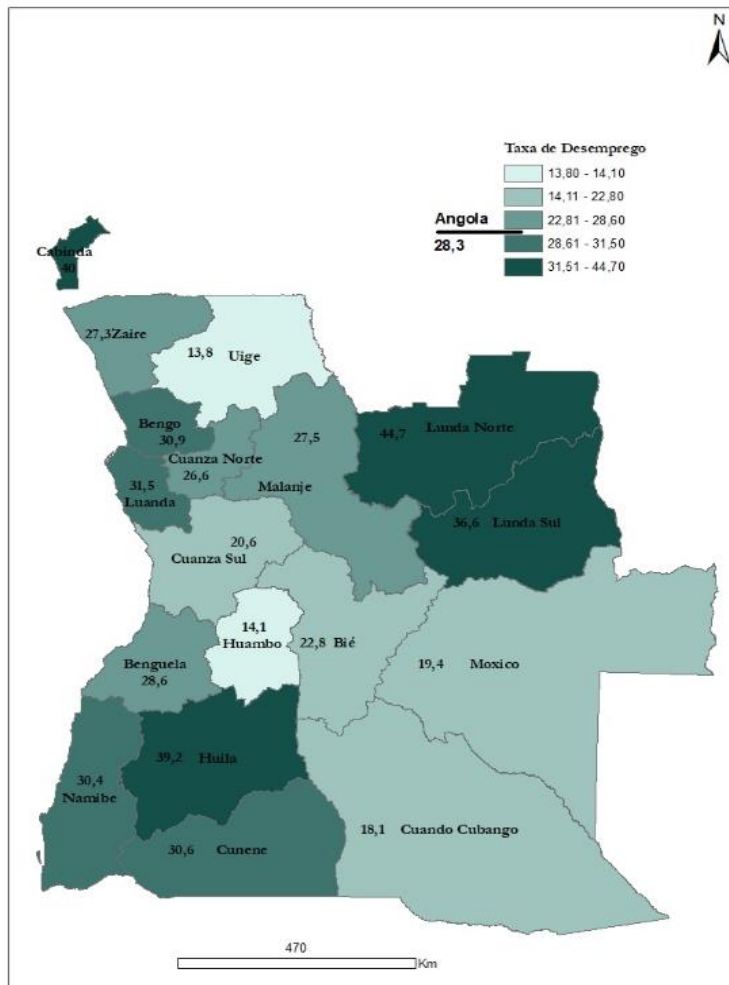 N
Taxa de Desemprego
13,80 - 14,10
14,11 - 22,80
22,81 - 28,60
28,61 - 31,50
31,51 - 44,70
Angola
28,3
Cabinda
40
27,3 Zaire
13,8 Uige
Bengo
30,9
27,5
44,7 Lunda Norte
Cuanza Norte
26,6
Malanje
31,5
Luanda
36,6 Lunda Sul
20,6
Cuanza Sul
14,1
Huambo
22,8 Bié
Benguela
28,6
19,4 Moxico
39,2 Huila
30,4
Namibe
18,1 Cuando Cubango
30,6 Cunene
470
Km